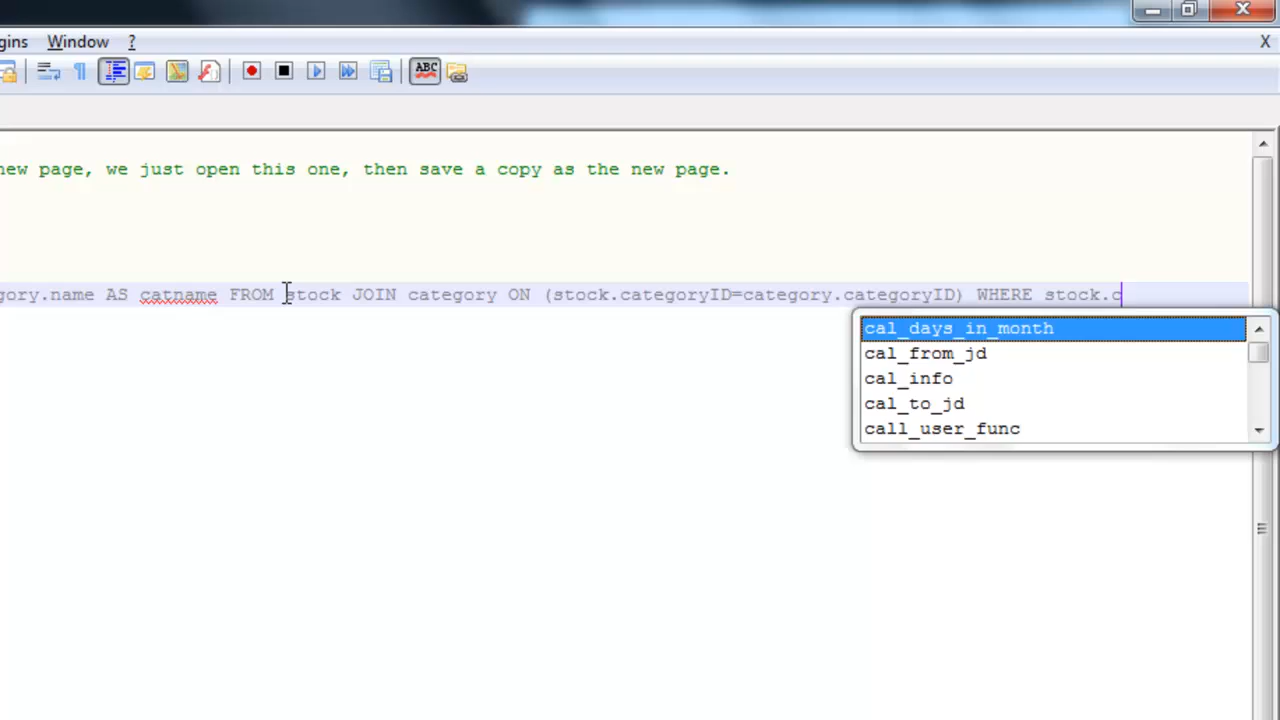 gins Window ?
X
ABC
new page, we just open this one, then save a copy as the new page.
gory.name AS catname FROM stock JOIN category ON (stock.categoryID=category.categoryID) WHERE stock.c
cal_days_in_month
cal_from_jd
cal_info
cal_to_jd
call_user_func